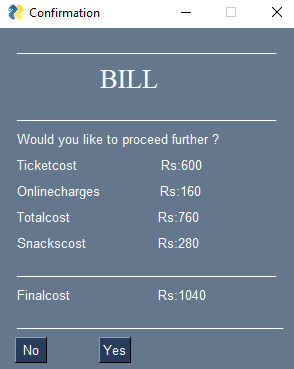 Confirmation
BILL
Would you like to proceed further ?
Ticketcost Rs:600
Onlinecharges Rs:160
Totalcost Rs:760
Snackscost Rs:280
Finalcost Rs:1040
No Yes